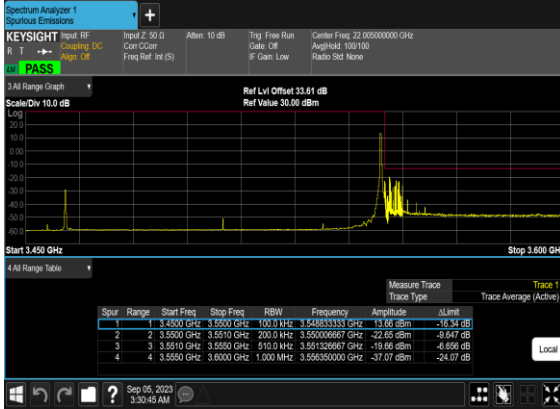 Spectrum Analyzer 1
Spurious Emissions
+
KEYSIGHT Input: RF Input Z: 50 Ω Atten: 10 dB Trig: Free Run Center Freq: 22.005000000 GHz
R T Coupling: DC Corr CCorr Gate: Off Avg|Hold: 100/100
Align: Off Freq Ref: Int (S) IF Gain: Low Radio Std: None
PASS
3 All Range Graph
Ref Lvl Offset 33.61 dB
Scale/Div 10.0 dB Ref Value 30.00 dBm
Log
20.0
10.0
0.00
-10.0
-20.0
-30.0
-40.0
-50.0
-60.0
Start 3.450 GHz Stop 3.600 GH
4 All Range Table
Measure Trace Trace 1
Trace Type Trace Average (Active)
Spur Range Start Freq Stop Freq RBW Frequency Amplitude ΔLimit
1 1 3.4500 GHz 3.5500 GHz 100.0 kHz 3.548833333 GHz 13.66 dBm -16.34 dB
2 2 3.5500 GHz 3.5510 GHz 200.0 kHz 3.550006667 GHz -22.65 dBm -9.647 dB
3 3 3.5510 GHz 3.5550 GHz 510.0 kHz 3.551326667 GHz -19.66 dBm -6.656 dB
4 4 3.5550 GHz 3.6000 GHz 1.000 MHz 3.556350000 GHz -37.07 dBm -24.07 dB
Local
?
Sep 05, 2023
3:30:45 AM